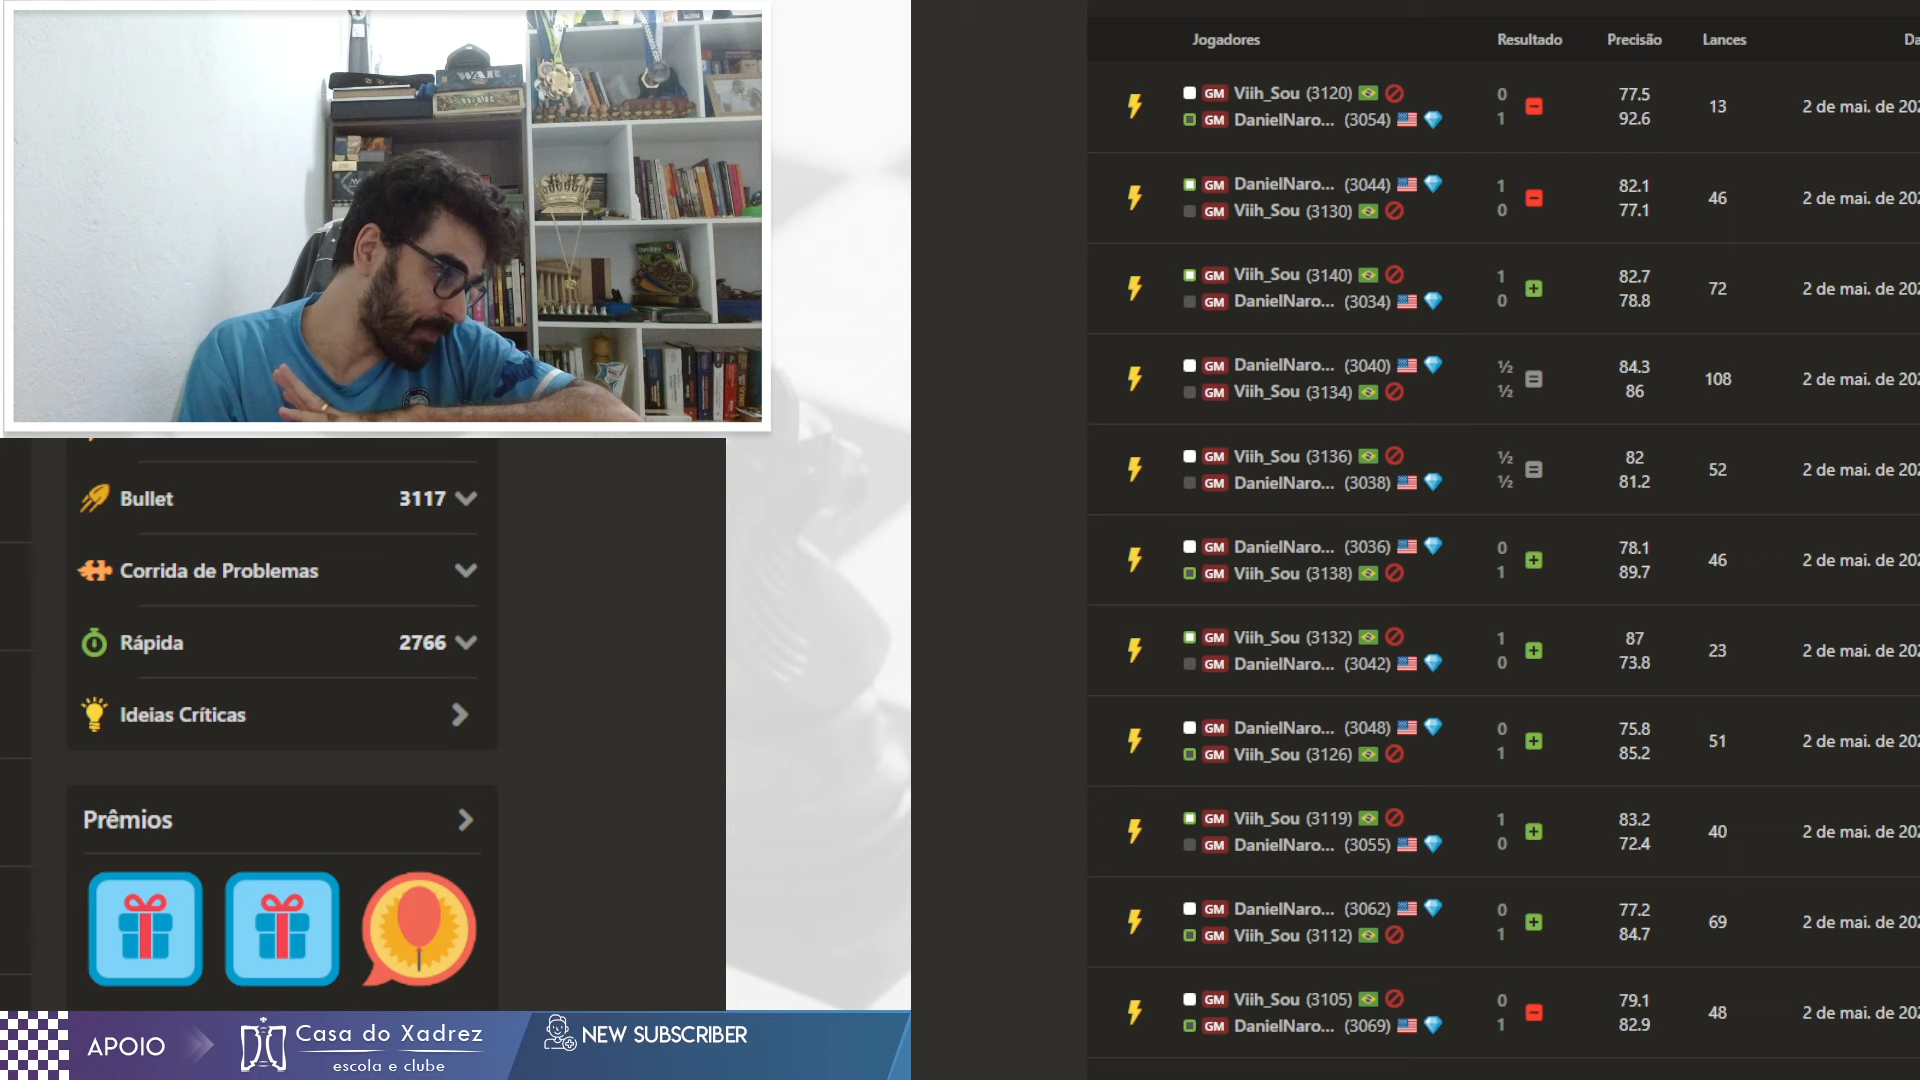 WAR
Bullet 3117
Corrida de Problemas
Rápida 2766
Ideias Críticas
Prêmios
APOIO
Casa do Xadrez
escola e clube
NEW SUBSCRIBER
Jogadores Resultado Precisão Lances
GM Viih_Sou (3120) 0 77.5
GM DanielNaro... (3054) 1 92.6
13 2 de mai. de
GM DanielNaro... (3044) 1 82.1
GM Viih_Sou (3130) 0 77.1
46 2 de mai. de
GM Viih_Sou (3140) 1 82.7
GM DanielNaro... (3034) 0 78.8
72 2 de mai. de
GM DanielNaro... (3040) ½ 84.3
GM Viih_Sou (3134) ½ 86
108 2 de mai. de
GM Viih_Sou (3136) ½ 82
GM DanielNaro... (3038) ½ 81.2
52 2 de mai. de
GM DanielNaro... (3036) 0 78.1
GM Viih_Sou (3138) 1 89.7
46 2 de mai. de
GM Viih_Sou (3132) 1 87
GM DanielNaro... (3042) 0 73.8
23 2 de mai. de
GM DanielNaro... (3048) 0 75.8
GM Viih_Sou (3126) 1 85.2
51 2 de mai. de
GM Viih_Sou (3119) 1 83.2
GM DanielNaro... (3055) 0 72.4
40 2 de mai. de
GM DanielNaro... (3062) 0 77.2
GM Viih_Sou (3112) 1 84.7
69 2 de mai. de
GM Viih_Sou (3105) 0 79.1
GM DanielNaro... (3069) 1 82.9
48 2 de mai. de